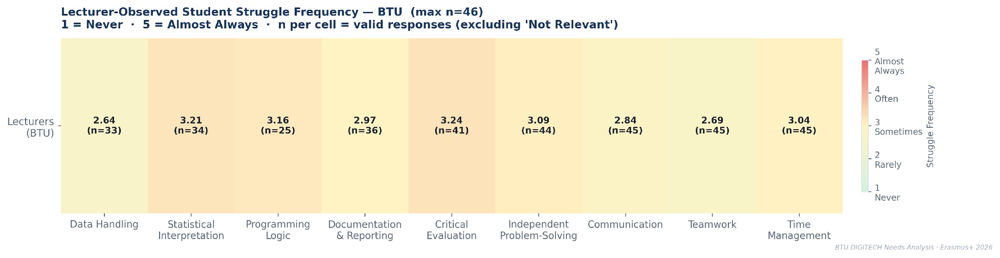 Lecturer-Observed Student Struggle Frequency — BTU  (max n=46)
1 = Never  ·  5 = Almost Always  ·  n per cell = valid responses (excluding 'Not Relevant')
Lecturers
(BTU)
2.64
(n=33)
3.21
(n=34)
3.16
(n=25)
2.97
(n=36)
3.24
(n=41)
3.09
(n=44)
2.84
(n=45)
2.69
(n=45)
3.04
(n=45)
Data Handling
Statistical
Interpretation
Programming
Logic
Documentation
& Reporting
Critical
Evaluation
Independent
Problem-Solving
Communication
Teamwork
Time
Management
5
Almost
Always
4
Often
3
Sometimes
2
Rarely
1
Never
Struggle Frequency
BTU DIGITECH Needs Analysis · Erasmus+ 2026